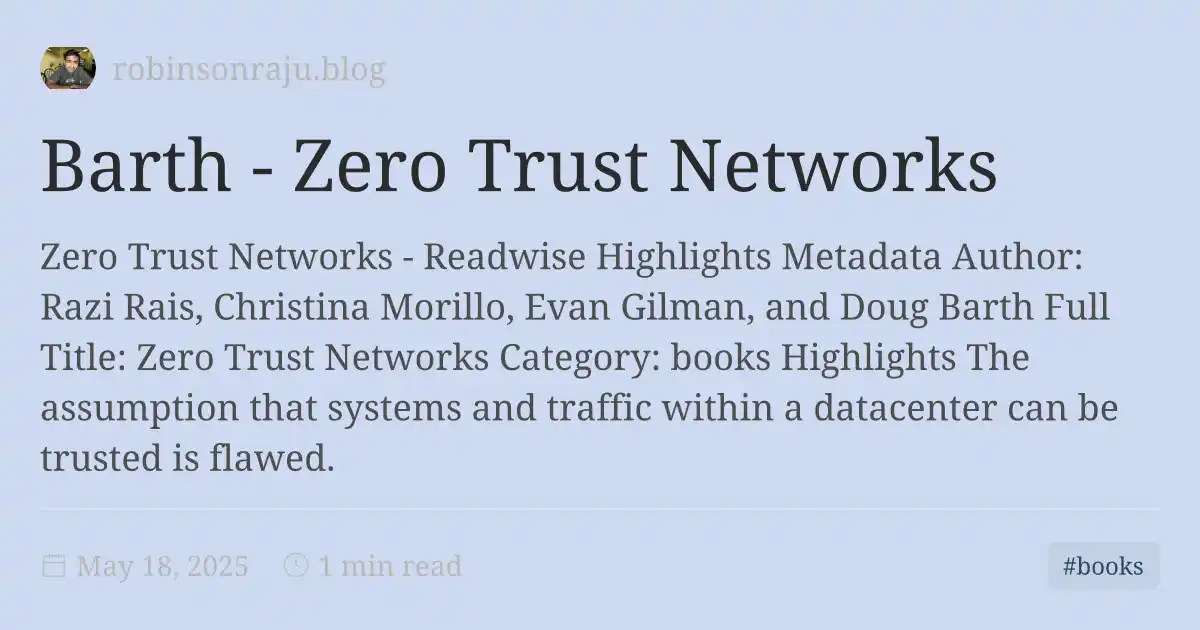 robinsonraju.blog
Barth - Zero Trust Networks
Zero Trust Networks - Readwise Highlights Metadata Author:
Razi Rais, Christina Morillo, Evan Gilman, and Doug Barth Full
Title: Zero Trust Networks Category: books Highlights The
assumption that systems and traffic within a datacenter can be
trusted is flawed.
May 18, 2025 1 min read
#books